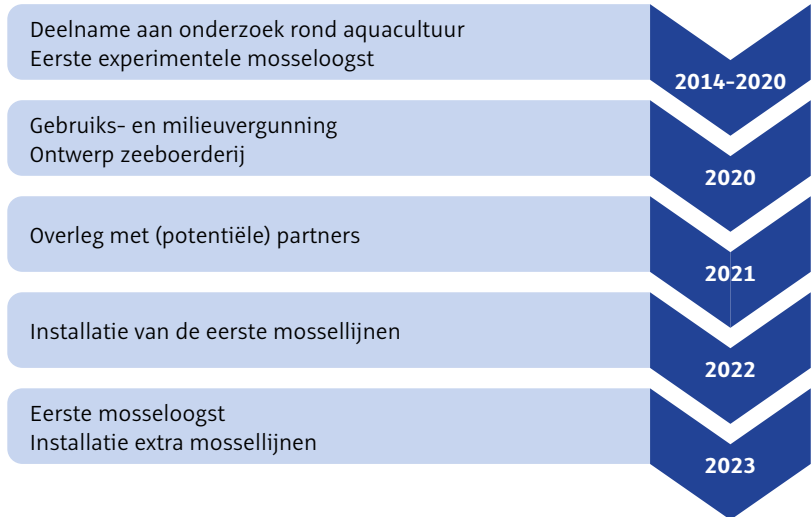 Deelname aan onderzoek rond aquacultuur
Eerste experimentele mosseloogst
2014-2020
Gebruiks- en milieuvergunning
Ontwerp zeeboerderij
2020
Overleg met (potentiële) partners
2021
Installatie van de eerste mossellijnen
2022
Eerste mosseloogst
Installatie extra mossellijnen
2023